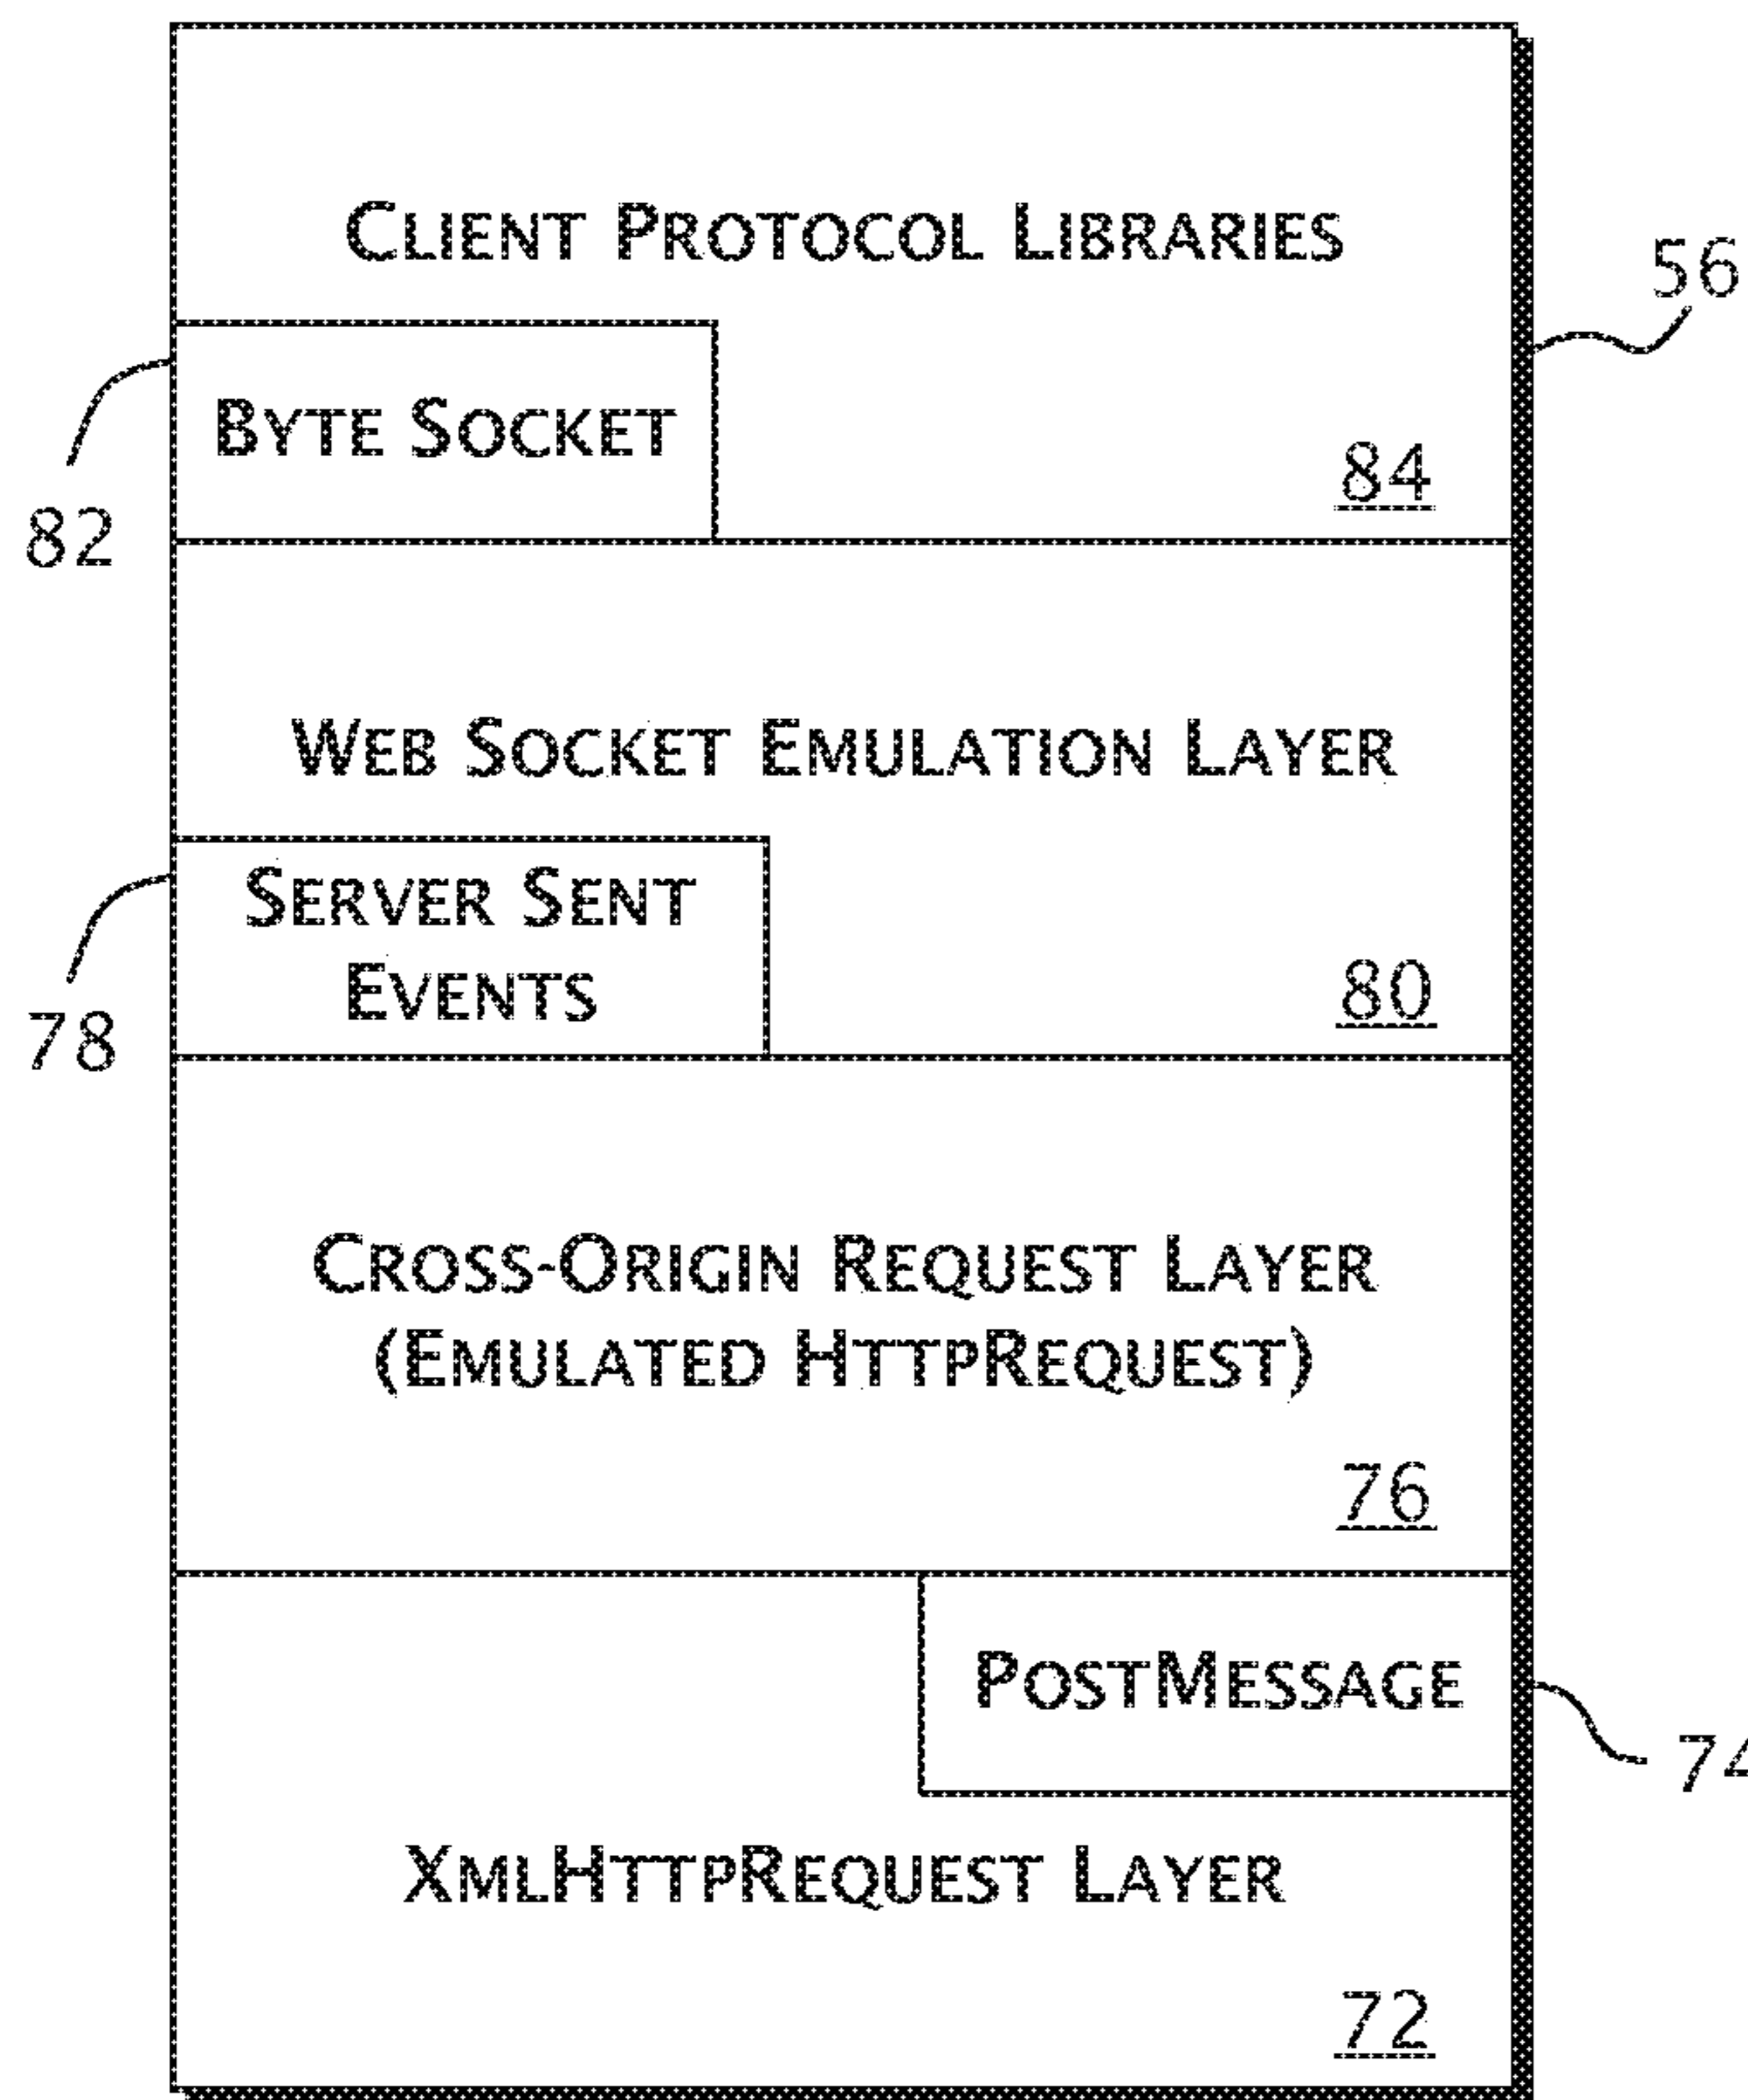 CLIENT PROTOCOL LIBRARIES
56
BYTE SOCKET
84
82
WEB SOCKET EMULATION LAYER
SERVER SENT
EVENTS
80
78
CROSS-ORIGIN REQUEST LAYER
(EMULATED HTTPREQUEST)
76
POSTMESSAGE
74
XMLHTTPREQUEST LAYER
72